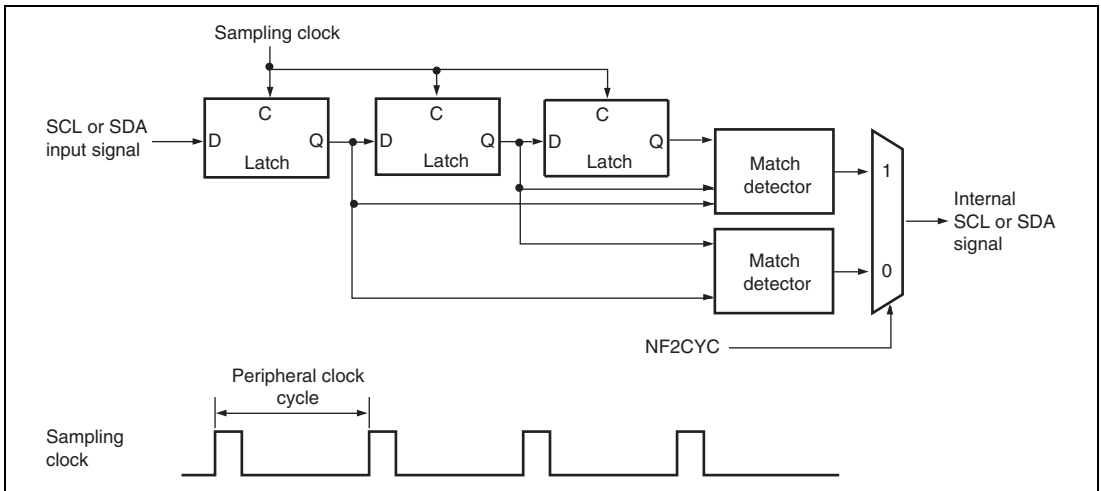 Sampling clock
SCL or SDA
input signal
D
C
Q
Latch
D
C
Q
Latch
D
C
Q
Latch
Match
detector
1
Internal
SCL or SDA
signal
Match
detector
0
NF2CYC
Peripheral clock
cycle
Sampling
clock